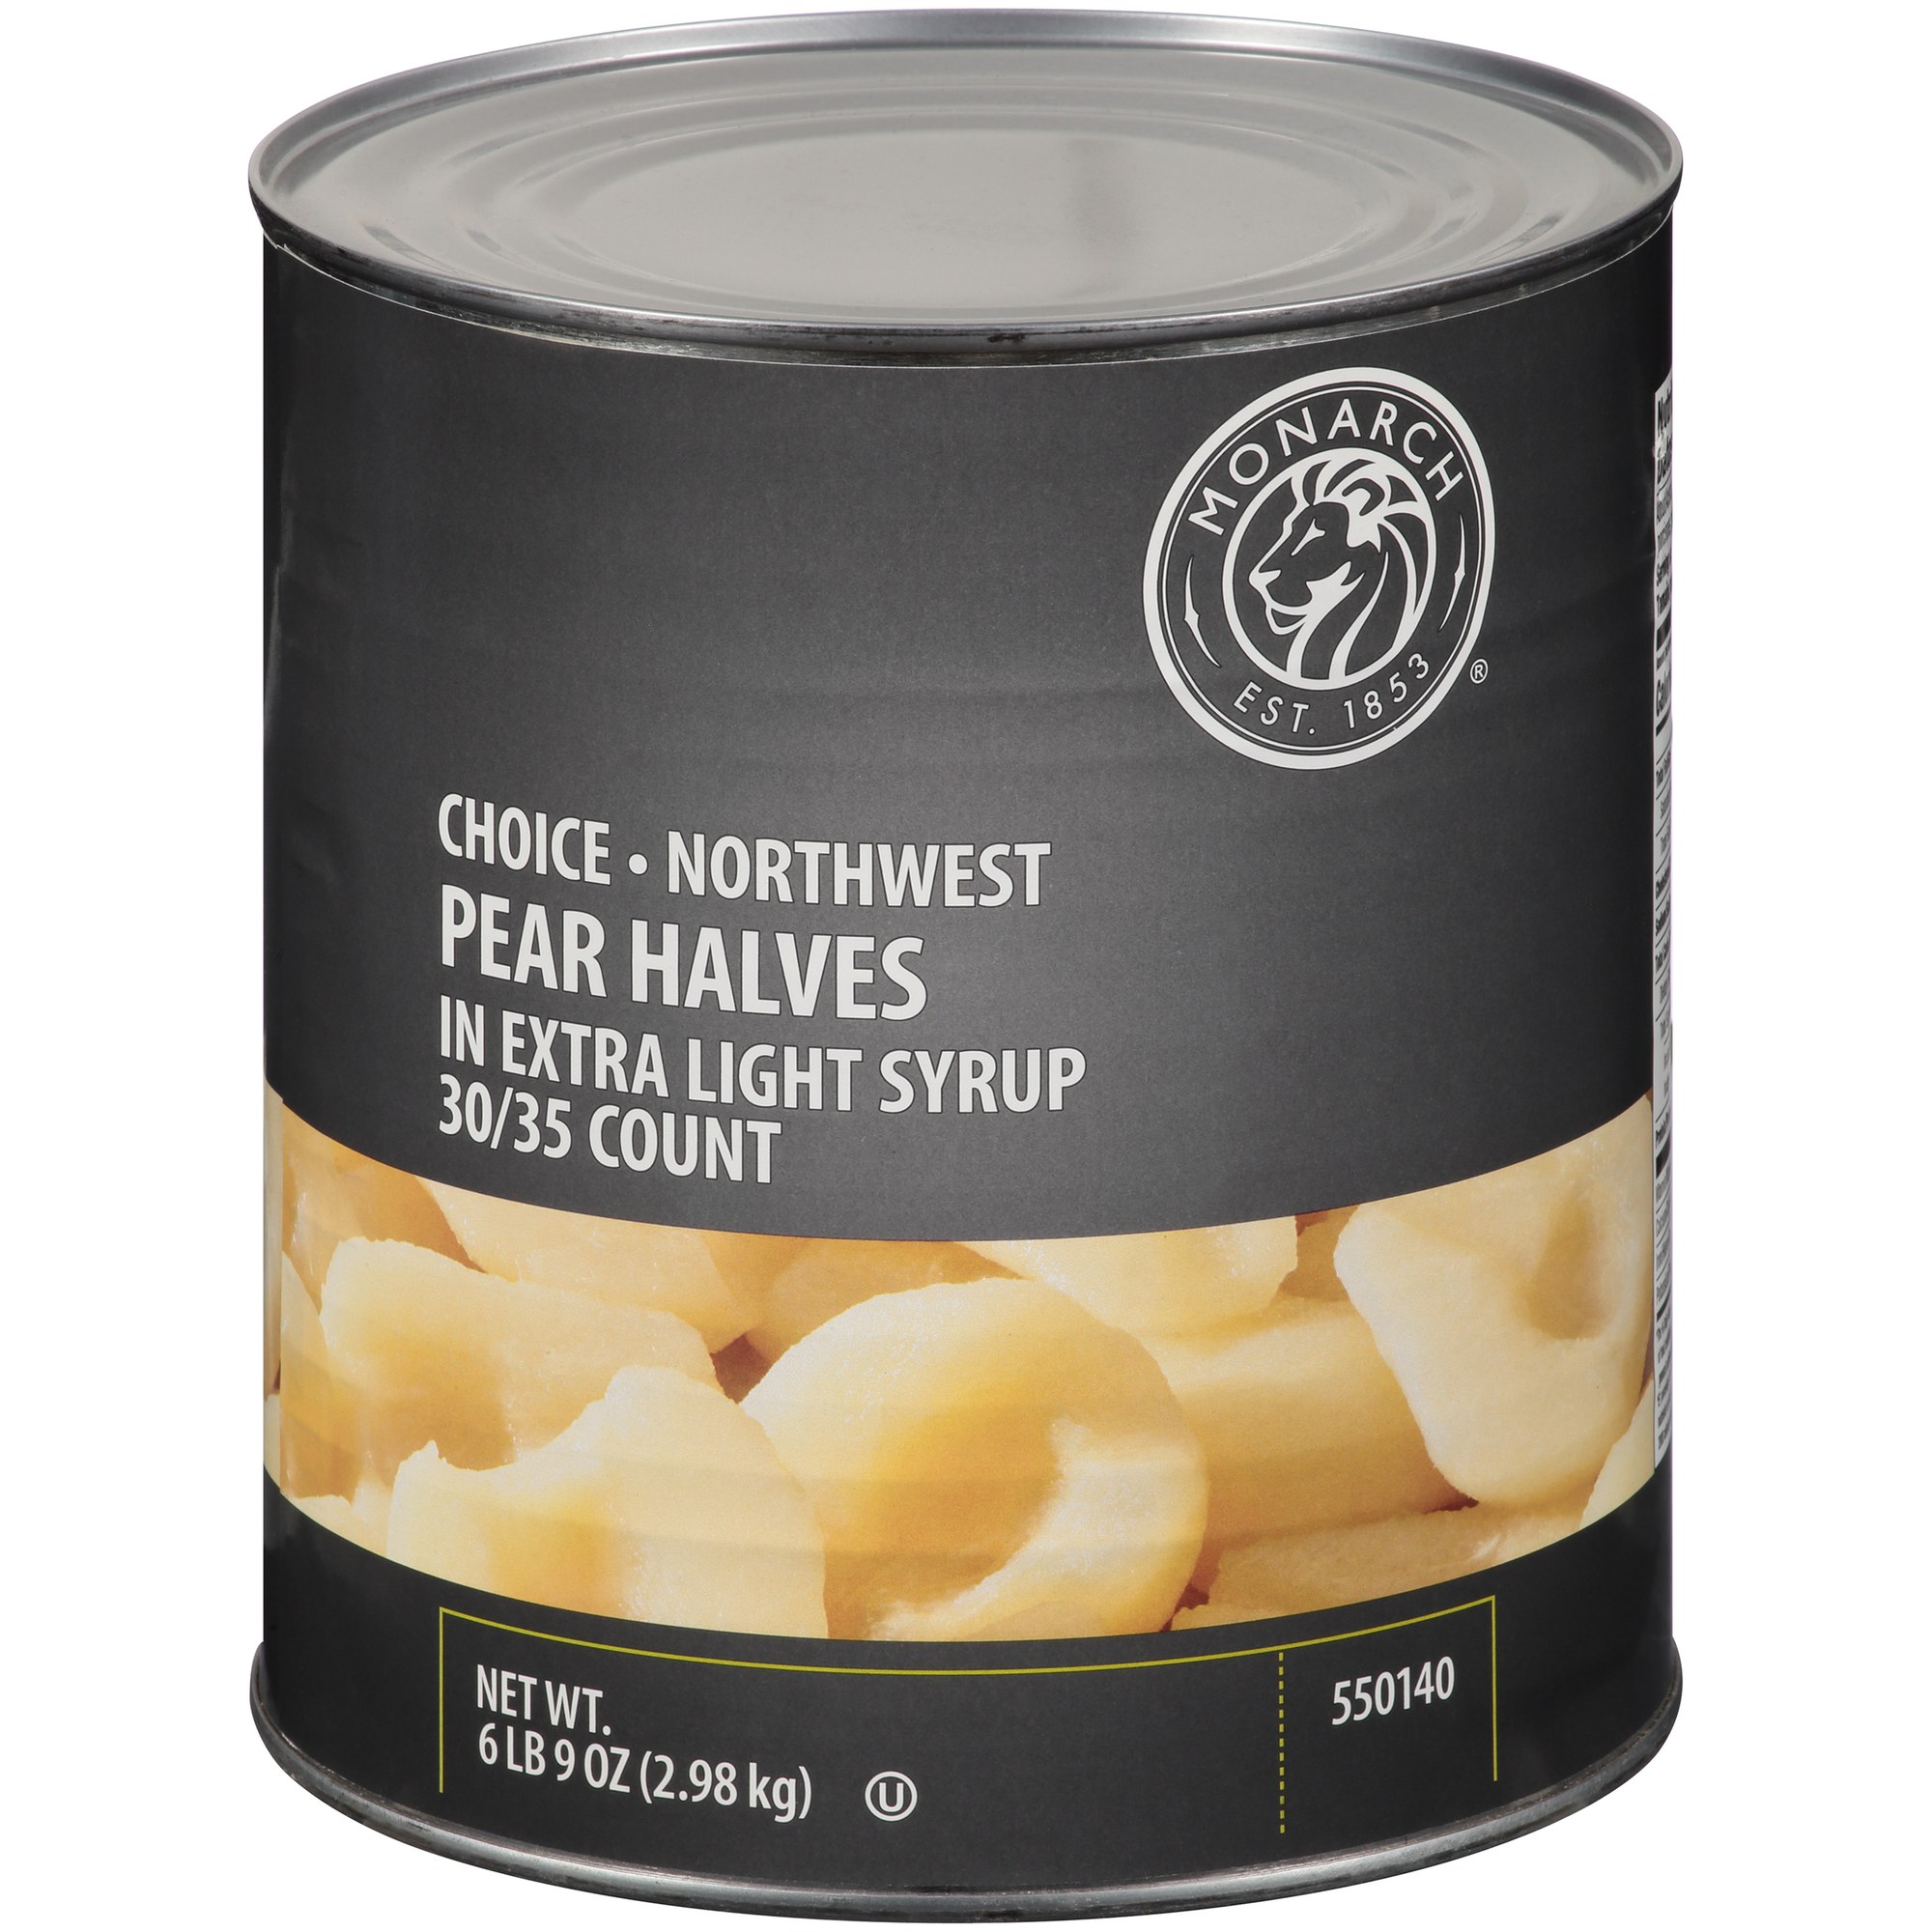 MONARCH
EST. 1853
®
CHOICE • NORTHWEST
PEAR HALVES
IN EXTRA LIGHT SYRUP
30/35 COUNT
NET WT.
6 LB 9 OZ (2.98 kg)
U
550140